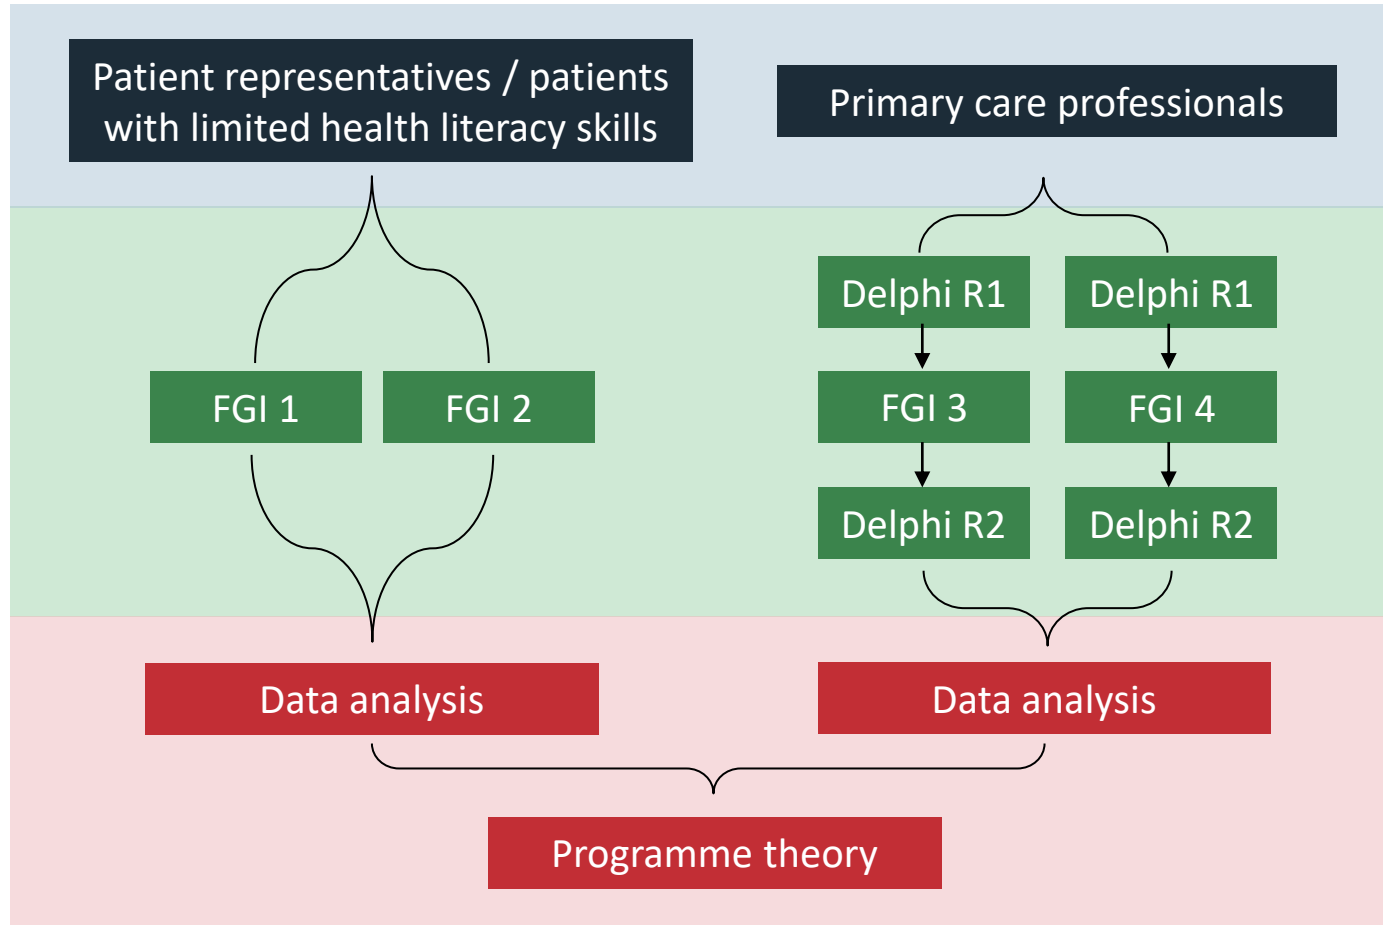 Patient representatives / patients
with limited health literacy skills
Primary care professionals
Delphi R1
Delphi R1
FGI 1
FGI 2
FGI 3
FGI 4
Delphi R2
Delphi R2
Data analysis
Data analysis
Programme theory